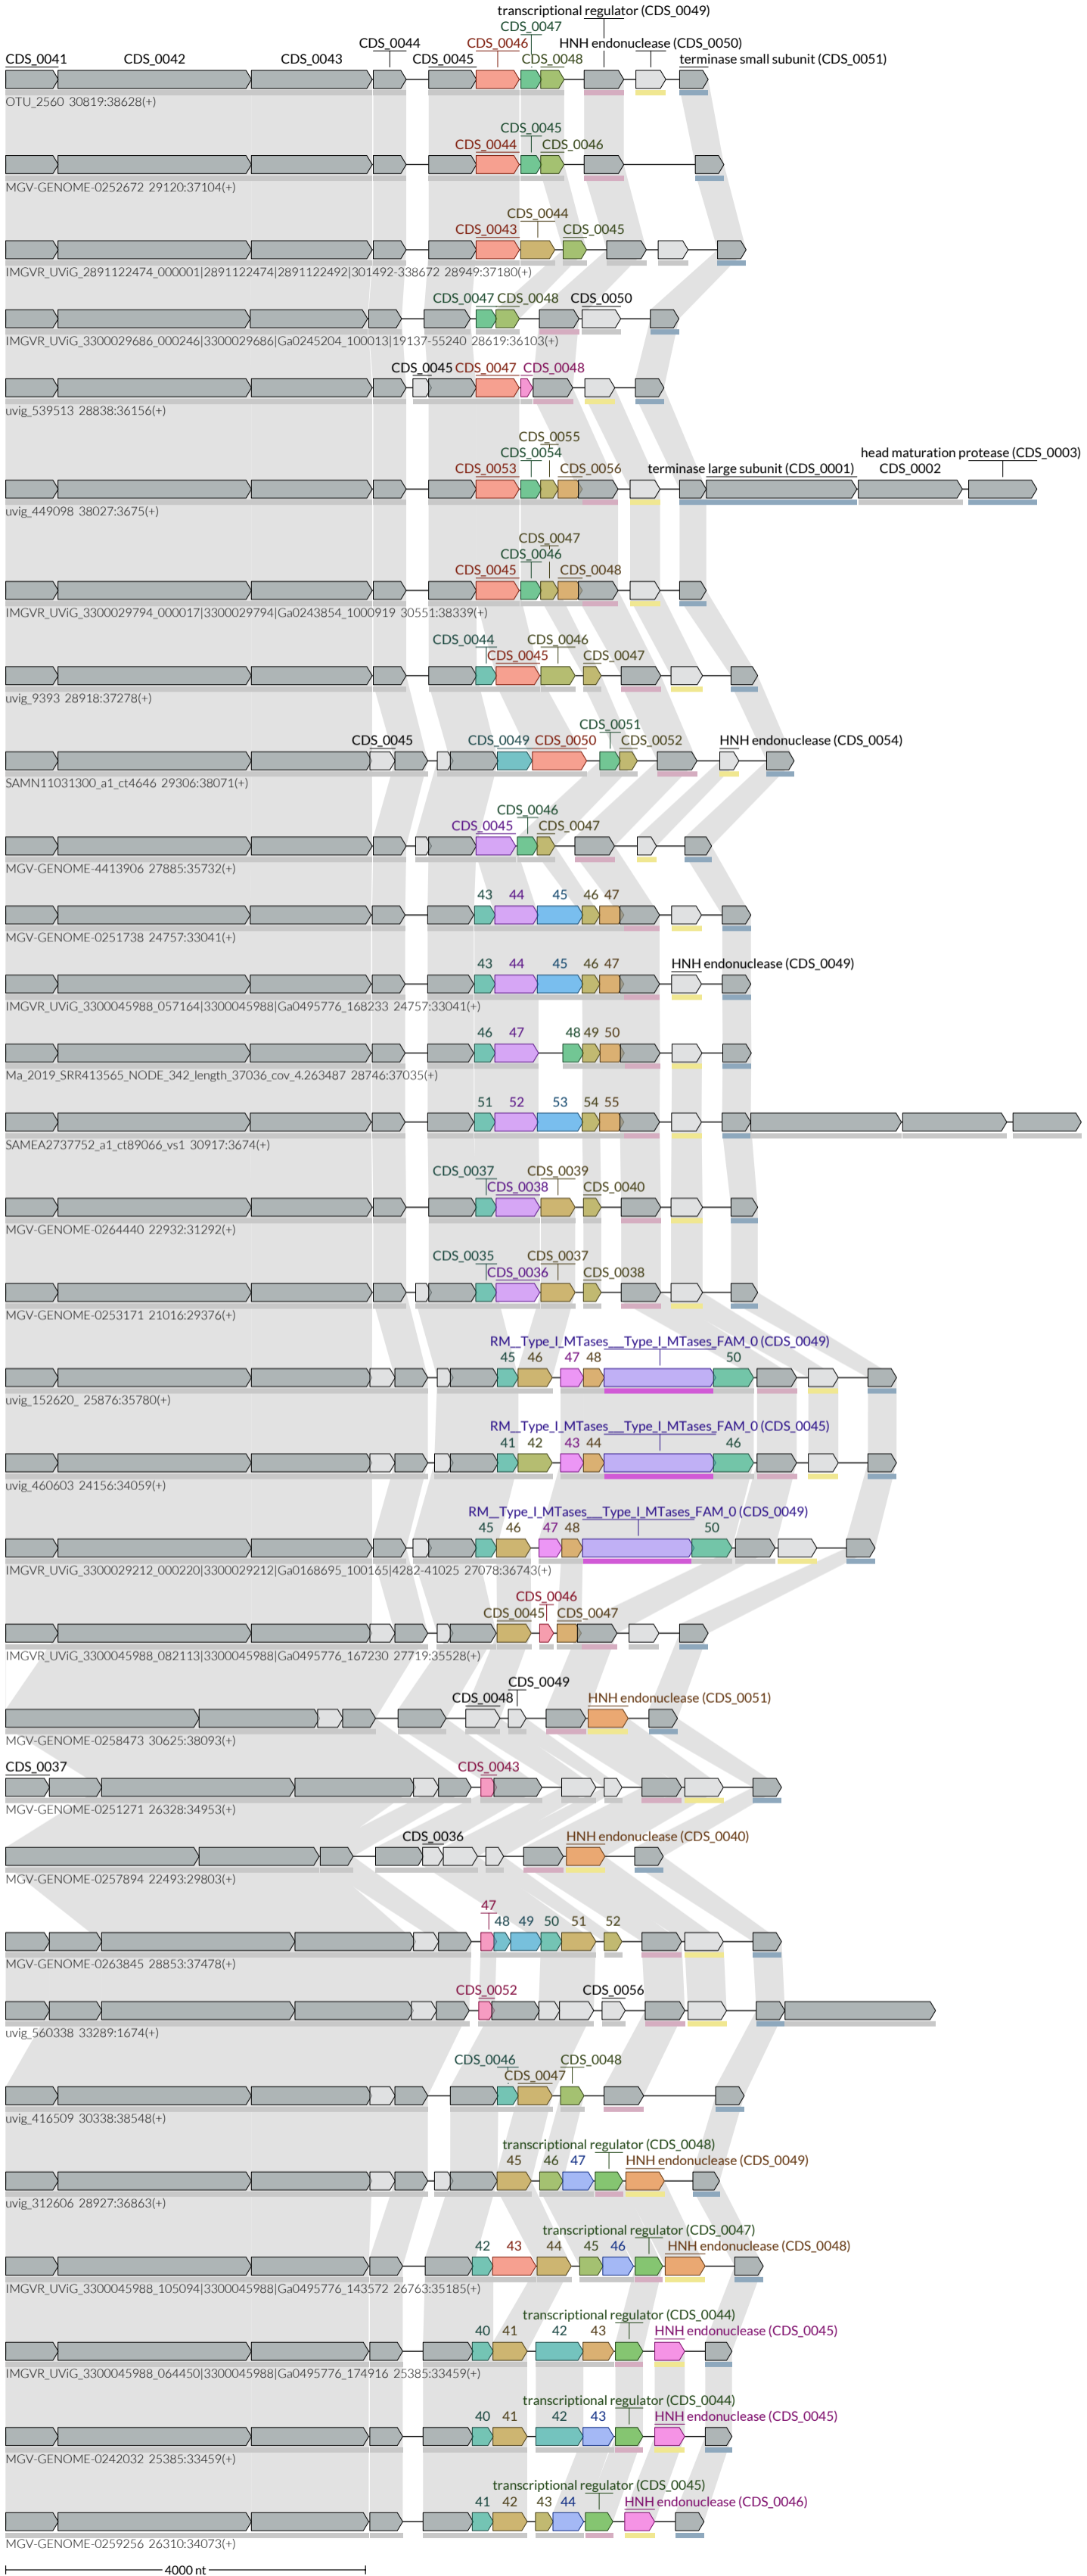 transcriptional regulator (CDS_0049)
CDS_0047
CDS_0044 CDS_0046 HNH endonuclease (CDS_0050)
CDS_0041 CDS_0042 CDS_0043 CDS_0045 CDS_0048 terminase small subunit (CDS_0051)
OTU_2560 30819:38628(+)
CDS_0045
CDS_0044 CDS_0046
MGV-GENOME-0252672 29120:37104(+)
CDS_0044
CDS_0043 CDS_0045
IMGVR_UViG_2891122474_000001|2891122474|2891122492|301492-338672 28949:37180(+)
CDS_0047 CDS_0048 CDS_0050
IMGVR_UViG_3300029686_000246|3300029686|Ga0245204_100013|19137-55240 28619:36103(+)
CDS_0045 CDS_0047 CDS_0048
uvig_539513 28838:36156(+)
CDS_0055
CDS_0054 head maturation protease (CDS_0003)
CDS_0053 CDS_0056 terminase large subunit (CDS_0001) CDS_0002
uvig_449098 38027:3675(+)
CDS_0047
CDS_0046
CDS_0045 CDS_0048
IMGVR_UViG_3300029794_000017|3300029794|Ga0243854_1000919 30551:38339(+)
CDS_0044 CDS_0046
CDS_0045 CDS_0047
uvig_9393 28918:37278(+)
CDS_0051
CDS_0045 CDS_0049 CDS_0050 CDS_0052 HNH endonuclease (CDS_0054)
SAMN11031300_a1_ct4646 29306:38071(+)
CDS_0046
CDS_0045 CDS_0047
MGV-GENOME-4413906 27885:35732(+)
43 44 45 46 47
MGV-GENOME-0251738 24757:33041(+)
43 44 45 46 47 HNH endonuclease (CDS_0049)
IMGVR_UViG_3300045988_057164|3300045988|Ga0495776_168233 24757:33041(+)
46 47 48 49 50
Ma_2019_SRR413565_NODE_342_length_37036_cov_4.263487 28746:37035(+)
51 52 53 54 55
SAMEA2737752_a1_ct89066_vs1 30917:3674(+)
CDS_0037 CDS_0039
CDS_0038 CDS_0040
MGV-GENOME-0264440 22932:31292(+)
CDS_0035 CDS_0037
CDS_0036 CDS_0038
MGV-GENOME-0253171 21016:29376(+)
RM__Type_I_MTases___Type_I_MTases_FAM_0 (CDS_0049)
45 46 47 48 50
uvig_152620_ 25876:35780(+)
RM__Type_I_MTases___Type_I_MTases_FAM_0 (CDS_0045)
41 42 43 44 46
uvig_460603 24156:34059(+)
RM__Type_I_MTases___Type_I_MTases_FAM_0 (CDS_0049)
45 46 47 48 50
IMGVR_UViG_3300029212_000220|3300029212|Ga0168695_100165|4282-41025 27078:36743(+)
CDS_0046
CDS_0045 CDS_0047
IMGVR_UViG_3300045988_082113|3300045988|Ga0495776_167230 27719:35528(+)
CDS_0049
CDS_0048 HNH endonuclease (CDS_0051)
MGV-GENOME-0258473 30625:38093(+)
CDS_0037 CDS_0043
MGV-GENOME-0251271 26328:34953(+)
CDS_0036 HNH endonuclease (CDS_0040)
MGV-GENOME-0257894 22493:29803(+)
47
48 49 50 51 52
MGV-GENOME-0263845 28853:37478(+)
CDS_0052 CDS_0056
uvig_560338 33289:1674(+)
CDS_0046 CDS_0048
CDS_0047
uvig_416509 30338:38548(+)
transcriptional regulator (CDS_0048)
45 46 47 HNH endonuclease (CDS_0049)
uvig_312606 28927:36863(+)
transcriptional regulator (CDS_0047)
42 43 44 45 46 HNH endonuclease (CDS_0048)
IMGVR_UViG_3300045988_105094|3300045988|Ga0495776_143572 26763:35185(+)
transcriptional regulator (CDS_0044)
40 41 42 43 HNH endonuclease (CDS_0045)
IMGVR_UViG_3300045988_064450|3300045988|Ga0495776_174916 25385:33459(+)
transcriptional regulator (CDS_0044)
40 41 42 43 HNH endonuclease (CDS_0045)
MGV-GENOME-0242032 25385:33459(+)
transcriptional regulator (CDS_0045)
41 42 43 44 HNH endonuclease (CDS_0046)
MGV-GENOME-0259256 26310:34073(+)
4000 nt